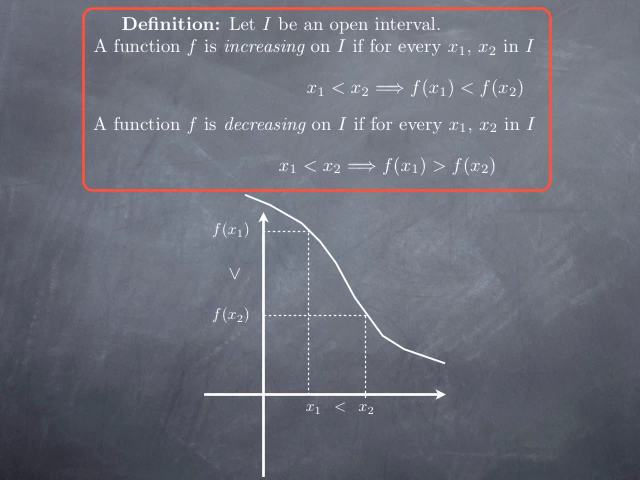 Definition: Let I be an open interval.
A function f is increasing on I if for every x₁, x₂ in I
x₁ < x₂ ⟹ f(x₁) < f(x₂)
A function f is decreasing on I if for every x₁, x₂ in I
x₁ < x₂ ⟹ f(x₁) > f(x₂)
f(x₁)
∨
f(x₂)
x₁ < x₂